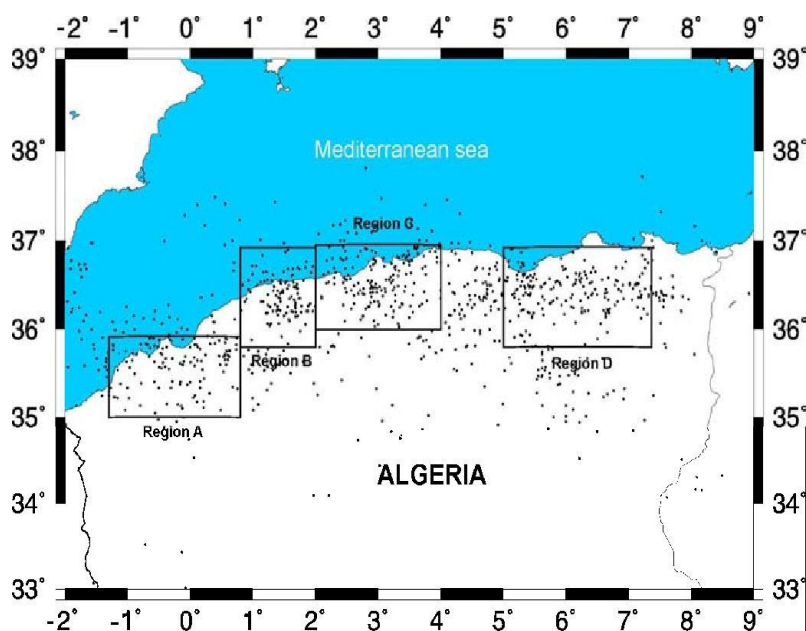 -2° -1° 0° 1° 2° 3° 4° 5° 6° 7° 8° 9°
39° 39°
38° Mediterranean sea 38°
Region C
37° 37°
36° 36°
Region B Region D
35° 35°
Region A
ALGERIA
34° 34°
33° 33°
-2° -1° 0° 1° 2° 3° 4° 5° 6° 7° 8° 9°